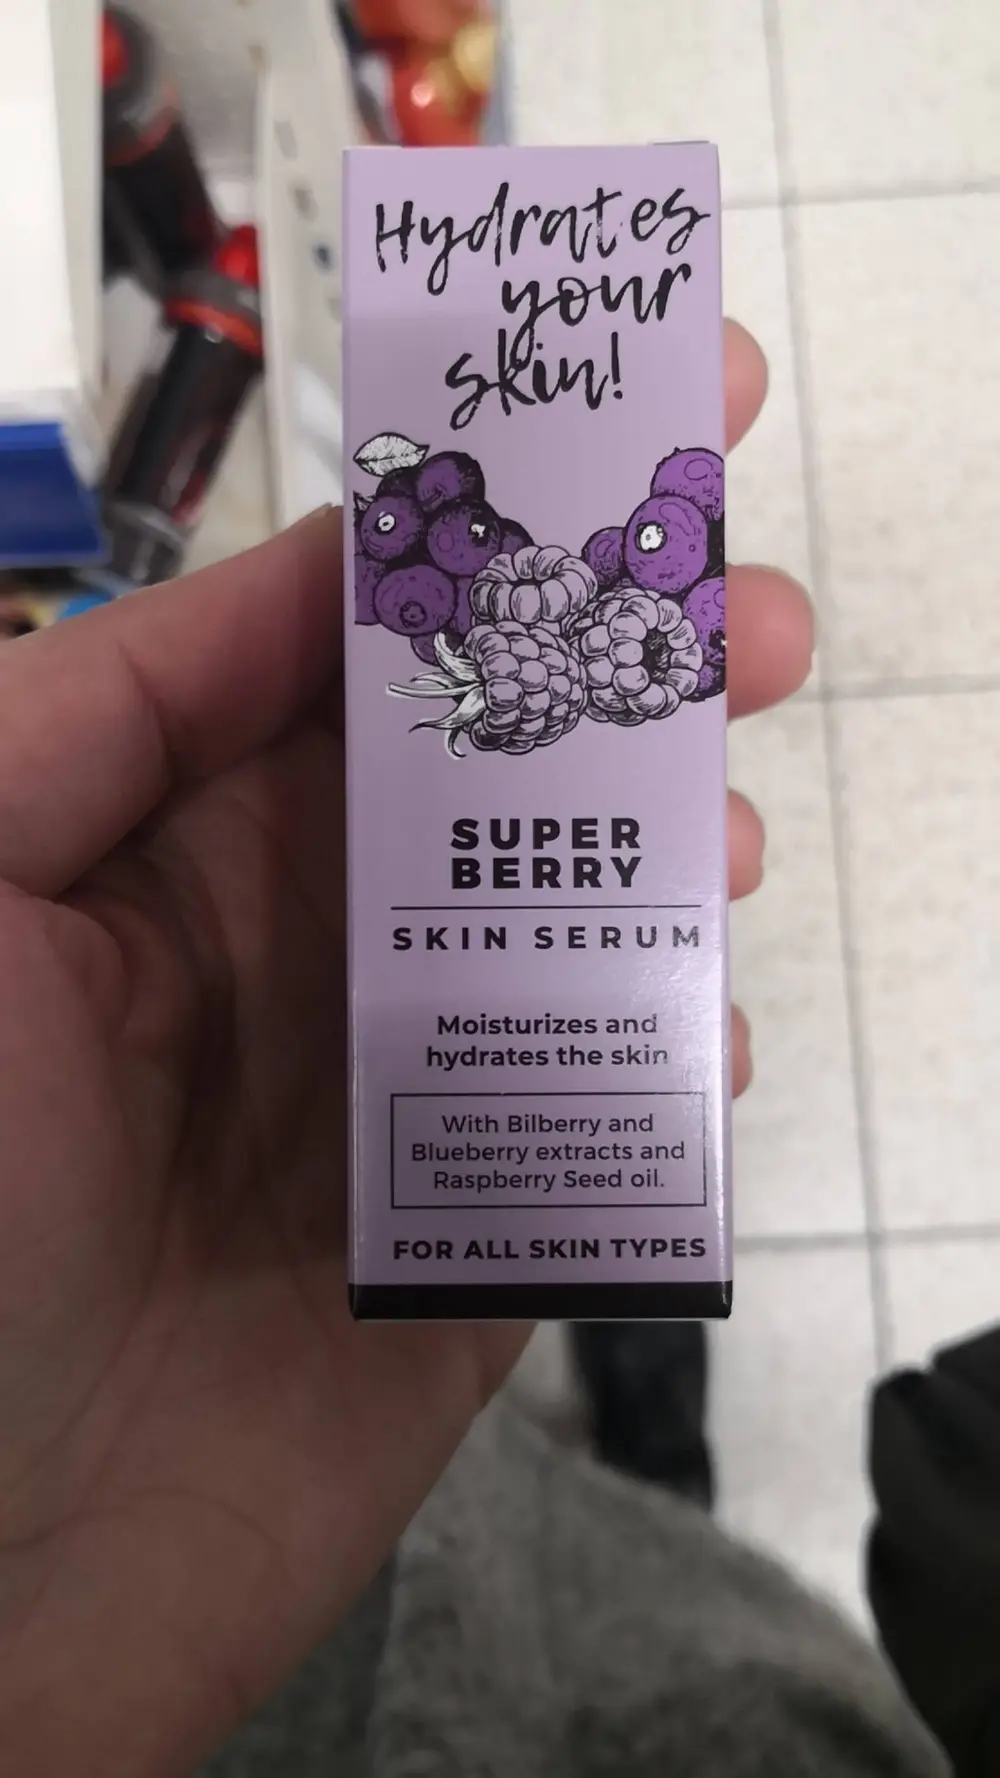 Hydrates
your
skin!
SUPER
BERRY
SKIN SERUM
Moisturizes and
hydrates the skin
With Bilberry and
Blueberry extracts and
Raspberry Seed oil.
FOR ALL SKIN TYPES